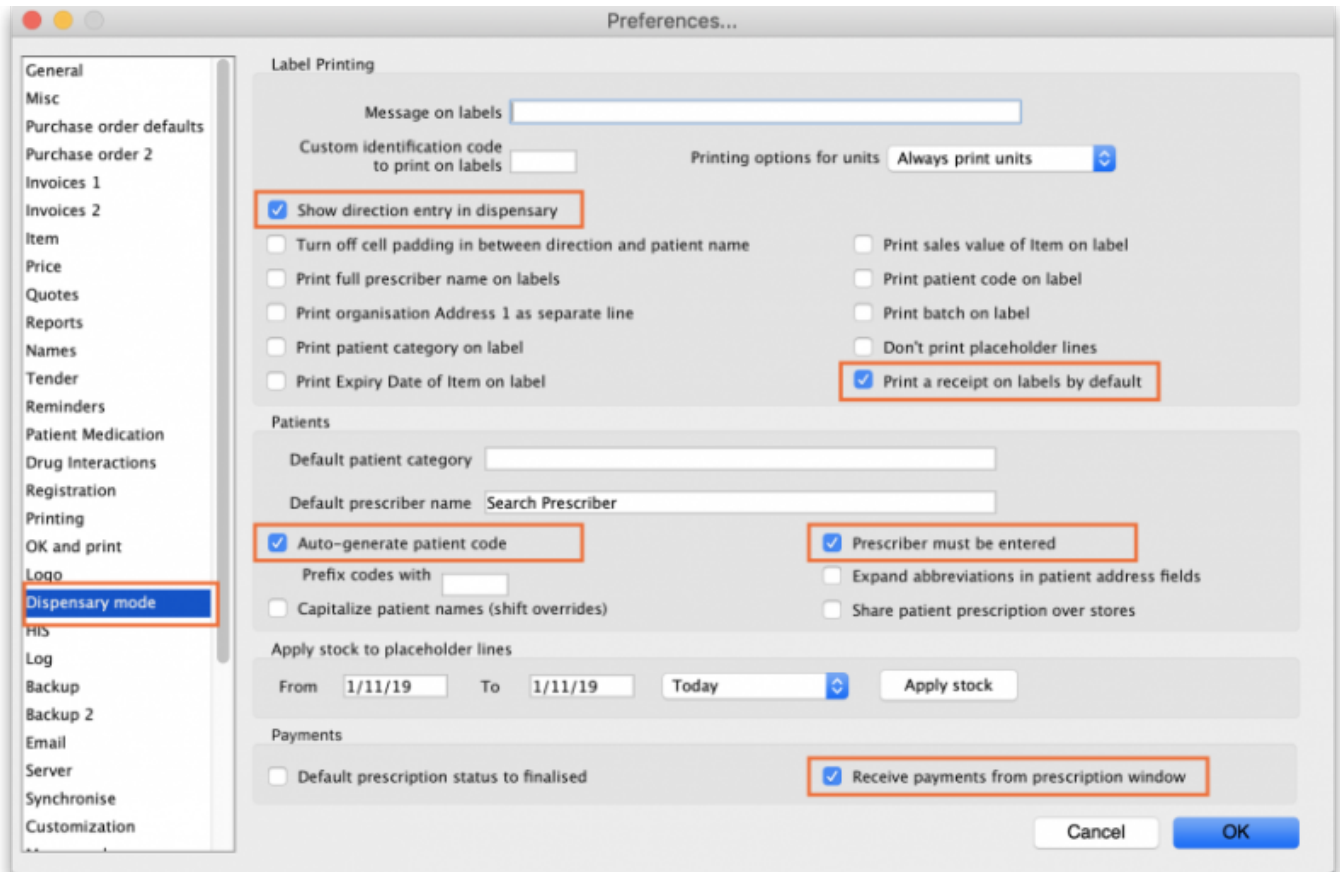 Preferences...
General
Misc
Purchase order defaults
Purchase order 2
Invoices 1
Invoices 2
Item
Price
Quotes
Reports
Names
Tender
Reminders
Patient Medication
Drug Interactions
Registration
Printing
OK and print
Logo
Dispensary mode
HIS
Log
Backup
Backup 2
Email
Server
Synchronise
Customization
Label Printing
Message on labels
Custom identification code
to print on labels
Printing options for units Always print units
Show direction entry in dispensary
Turn off cell padding in between direction and patient name
Print sales value of Item on label
Print full prescriber name on labels
Print patient code on label
Print organisation Address 1 as separate line
Print batch on label
Print patient category on label
Don't print placeholder lines
Print Expiry Date of Item on label
Print a receipt on labels by default
Patients
Default patient category
Default prescriber name Search Prescriber
Auto-generate patient code
Prescriber must be entered
Prefix codes with
Expand abbreviations in patient address fields
Capitalize patient names (shift overrides)
Share patient prescription over stores
Apply stock to placeholder lines
From 1/11/19 To 1/11/19 Today Apply stock
Payments
Default prescription status to finalised
Receive payments from prescription window
Cancel OK